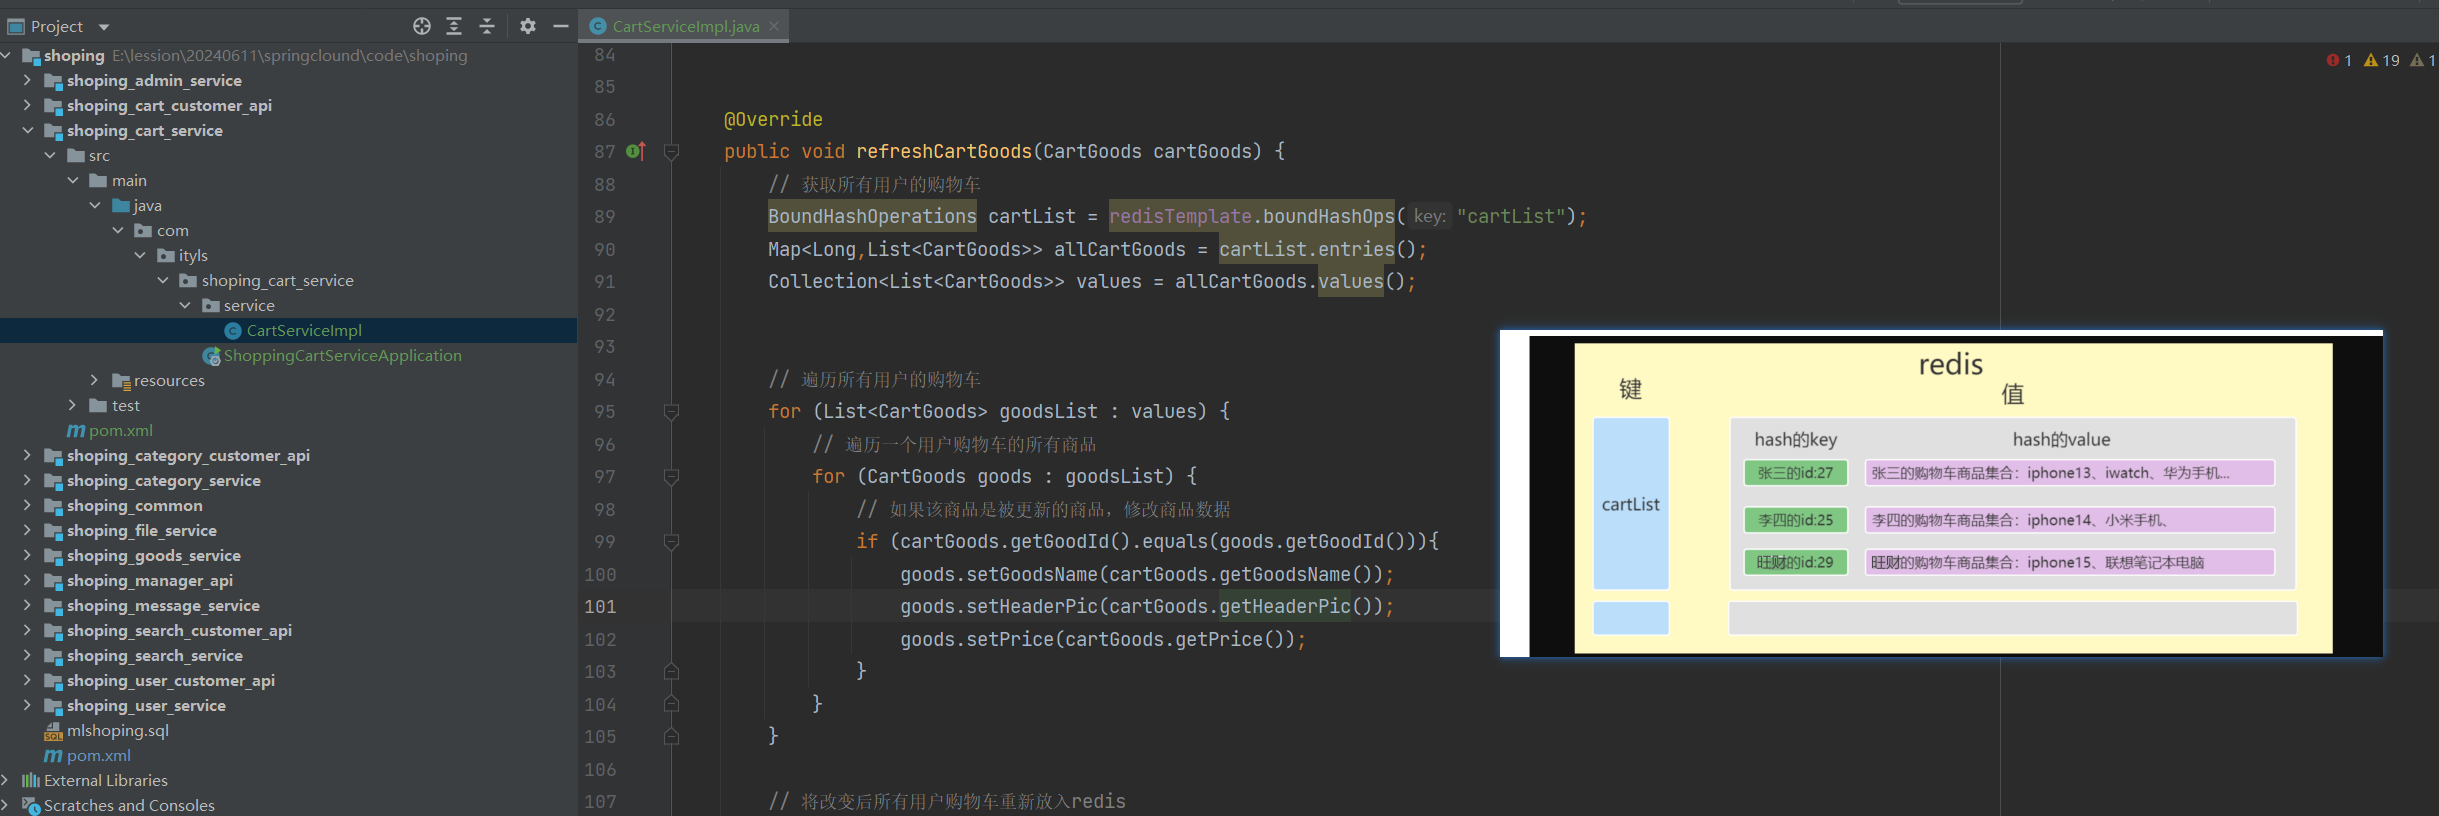 Project
CartServiceImpl.java
shoping E:\lession\20240611\springclound\code\shoping
shoping_admin_service
shoping_cart_customer_api
shoping_cart_service
src
main
java
com
ityls
shoping_cart_service
service
CartServiceImpl
ShoppingCartServiceApplication
resources
test
pom.xml
shoping_category_customer_api
shoping_category_service
shoping_common
shoping_file_service
shoping_goods_service
shoping_manager_api
shoping_message_service
shoping_search_customer_api
shoping_search_service
shoping_user_customer_api
shoping_user_service
mlshoping.sql
pom.xml
External Libraries
Scratches and Consoles
1 19 1
84
85
86 @Override
87 public void refreshCartGoods(CartGoods cartGoods) {
88 // 获取所有用户的购物车
89 BoundHashOperations cartList = redisTemplate.boundHashOps( key: "cartList");
90 Map<Long,List<CartGoods>> allCartGoods = cartList.entries();
91 Collection<List<CartGoods>> values = allCartGoods.values();
92
93
94 // 遍历所有用户的购物车
95 for (List<CartGoods> goodsList : values) {
96 // 遍历一个用户购物车的所有商品
97 for (CartGoods goods : goodsList) {
98 // 如果该商品是被更新的商品，修改商品数据
99 if (cartGoods.getGoodId().equals(goods.getGoodId())){
100 goods.setGoodsName(cartGoods.getGoodsName());
101 goods.setHeaderPic(cartGoods.getHeaderPic());
102 goods.setPrice(cartGoods.getPrice());
103 }
104 }
105 }
106
107 // 将改变后所有用户购物车重新放入redis
redis
键 值
hash的key hash的value
cartList
张三的id:27 张三的购物车商品集合：iphone13、iwatch、华为手机...
李四的id:25 李四的购物车商品集合：iphone14、小米手机、
旺财的id:29 旺财的购物车商品集合：iphone15、联想笔记本电脑